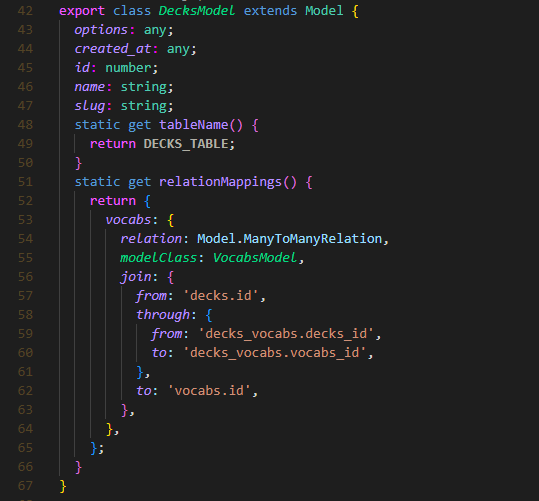 42 export class DecksModel extends Model {
43   options: any;
44   created_at: any;
45   id: number;
46   name: string;
47   slug: string;
48   static get tableName() {
49     return DECKS_TABLE;
50   }
51   static get relationMappings() {
52     return {
53       vocabs: {
54         relation: Model.ManyToManyRelation,
55         modelClass: VocabsModel,
56         join: {
57           from: 'decks.id',
58           through: {
59             from: 'decks_vocabs.decks_id',
60             to: 'decks_vocabs.vocabs_id',
61           },
62           to: 'vocabs.id',
63         },
64       },
65     };
66   }
67 }